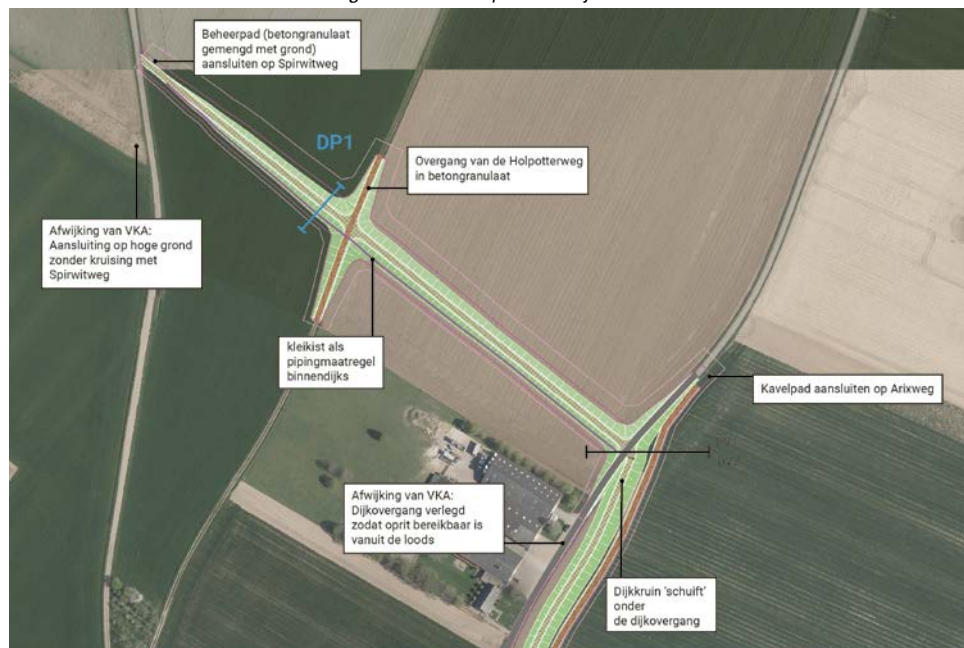 Beheerpad (betongranulaat
gemengd met grond)
aansluiten op Spirwitweg
DP1
Overgang van de Holpotterweg
in betongranulaat
Afwijking van VKA:
Aansluiting op hoge grond
zonder kruising met
Spirwitweg
kleikist als
pipingmaatregel
binnendijks
Kavelpad aansluiten op Arixweg
Afwijking van VKA:
Dijkovergang verlegd
zodat oprit bereikbaar is
vanuit de loods
Dijkkruin 'schuift'
onder
de dijkovergang